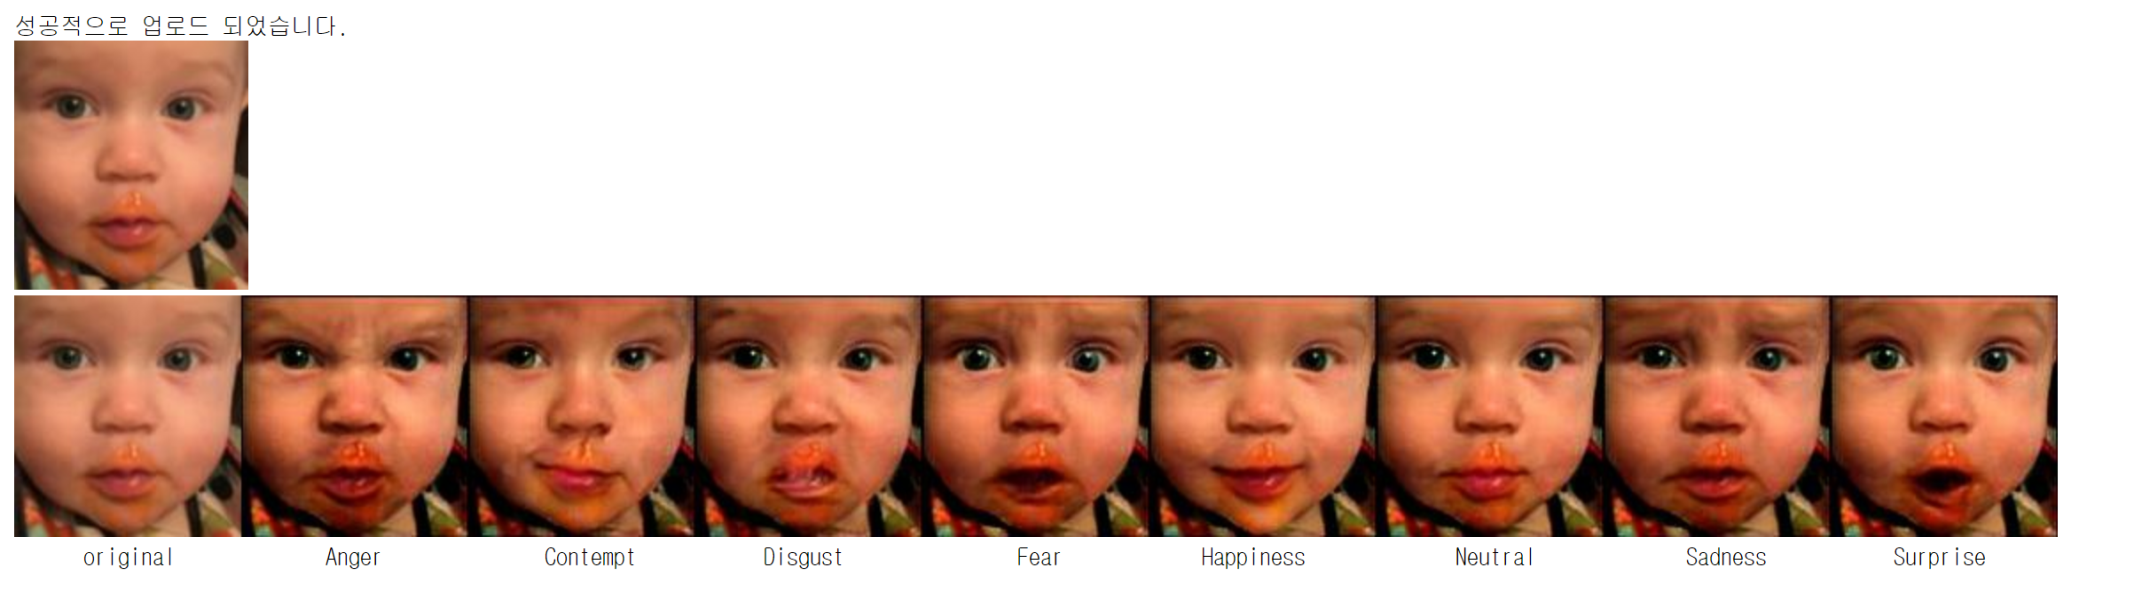 성공적으로 업로드 되었습니다.
original Anger Contempt Disgust Fear Happiness Neutral Sadness Surprise